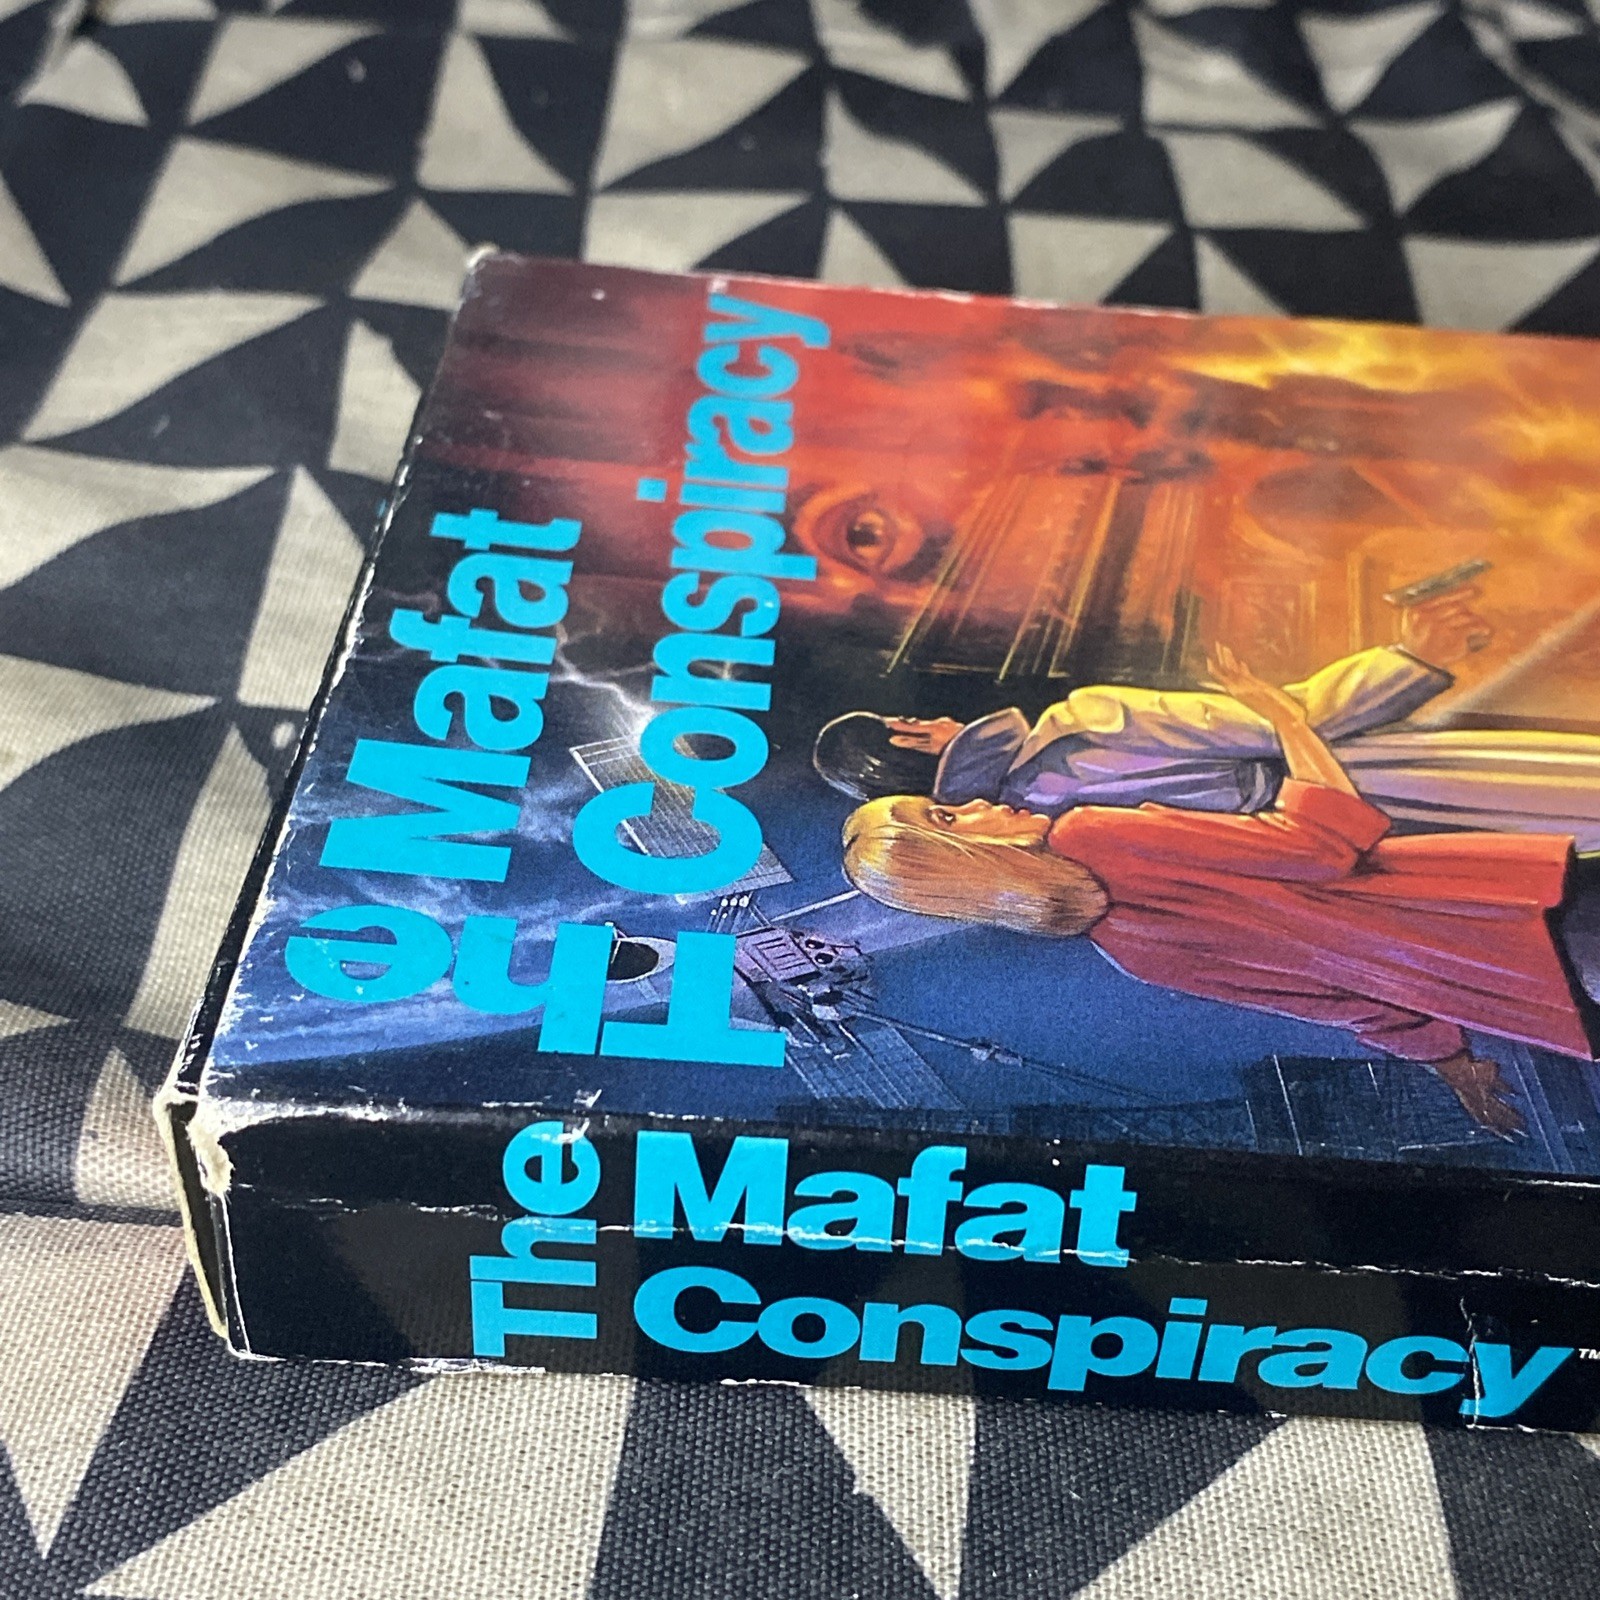 The
Mafat
Conspiracy
The
Mafat
Conspiracy™